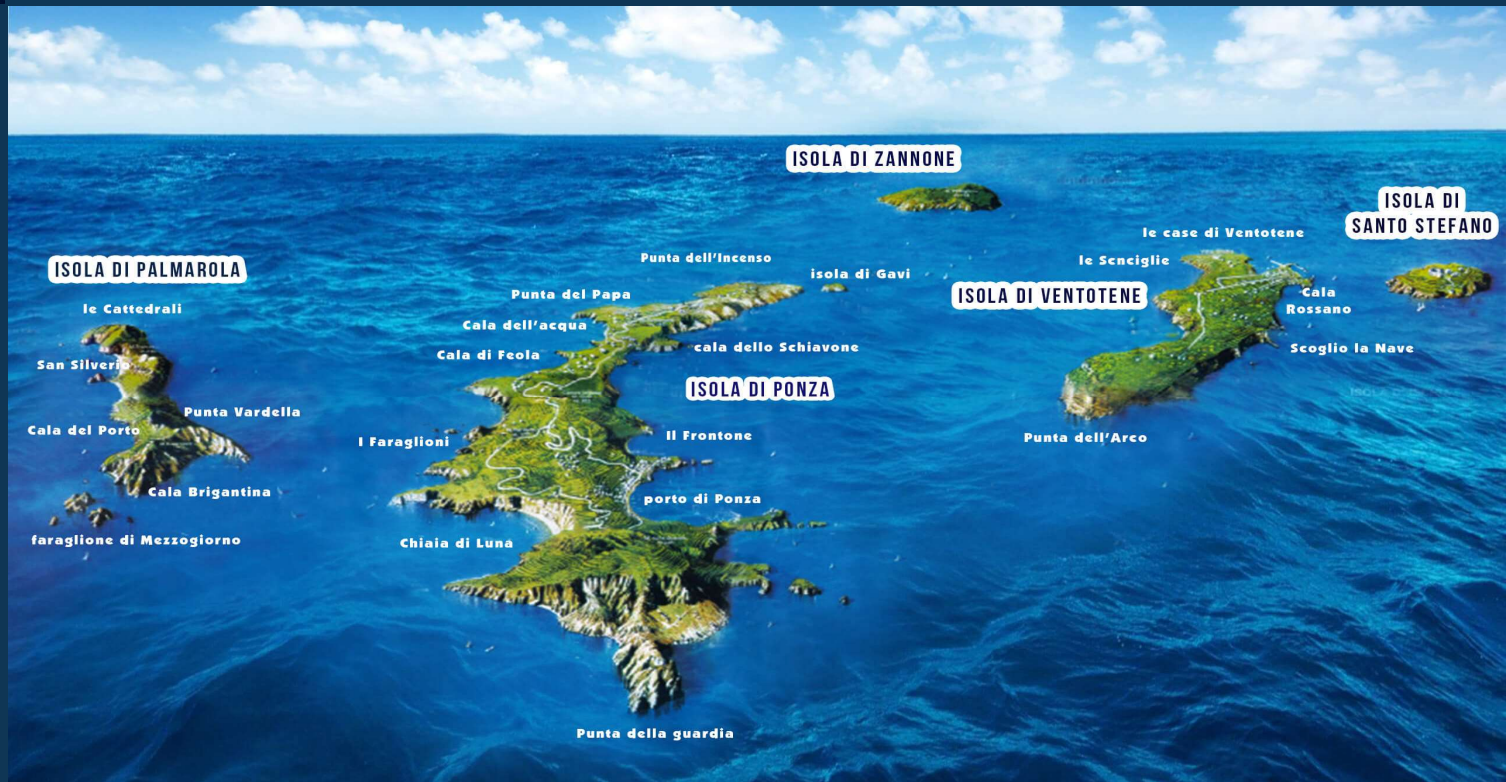 ISOLA DI ZANNONE
ISOLA DI
SANTO STEFANO
le case di Ventotene
le Scnciglie
Punta dell'Incenso
isola di Gavi
ISOLA DI PALMAROLA
ISOLA DI VENTOTENE
Punta del Papa
Cala
Rossano
le Cattedrali
Cala dell'acqua
Cala di Feola
cala dello Schiavone
Scoglio la Nave
San Silverio
ISOLA DI PONZA
Punta Vardella
Cala del Porto
I Faraglioni
Il Frontone
Punta dell'Arco
Cala Brigantina
porto di Ponza
faraglione di Mezzogiorno
Chiaia di Luna
Punta della guardia